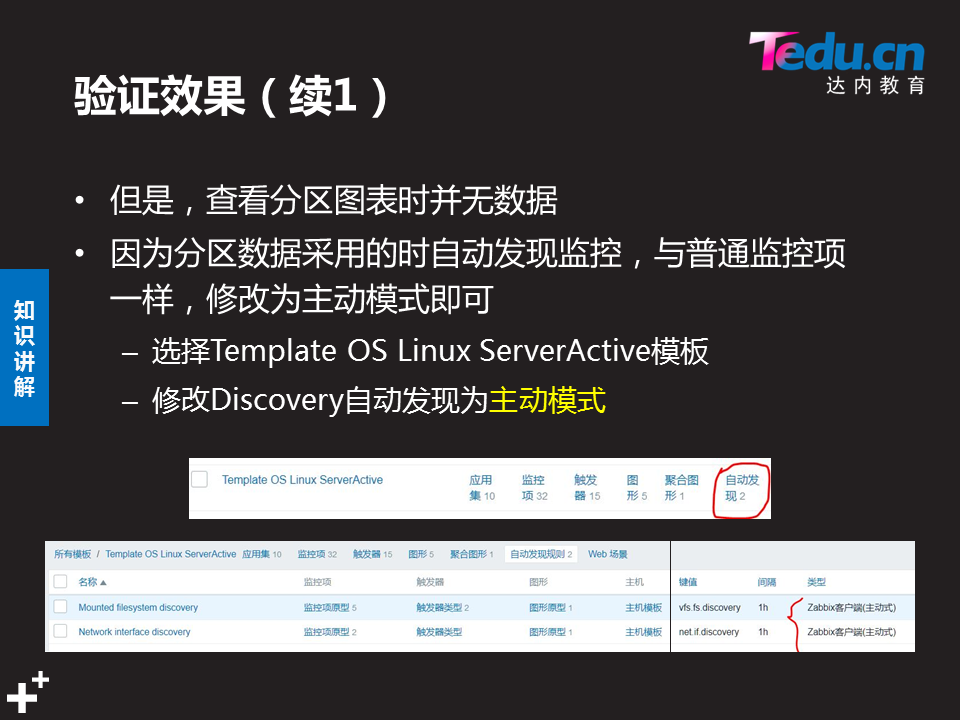 Tedu.cn
达内教育
验证效果（续1）
• 但是，查看分区图表时并无数据
• 因为分区数据采用的时自动发现监控，与普通监控项
一样，修改为主动模式即可
– 选择Template OS Linux ServerActive模板
– 修改Discovery自动发现为主动模式
知识讲解
Template OS Linux ServerActive 应用集 10 监控项 32 触发器 15 图形 5 聚合图形 1 自动发现 2
所有模板 / Template OS Linux ServerActive 应用集 10 监控项 32 触发器 15 图形 5 聚合图形 1 自动发现规则 2 Web 场景
名称 ▲ 监控项 触发器 图形 主机 键值 间隔 类型
Mounted filesystem discovery 监控项原型 5 触发器类型 2 图形原型 1 主机模板 vfs.fs.discovery 1h Zabbix客户端(主动式)
Network interface discovery 监控项原型 2 触发器类型 图形原型 1 主机模板 net.if.discovery 1h Zabbix客户端(主动式)